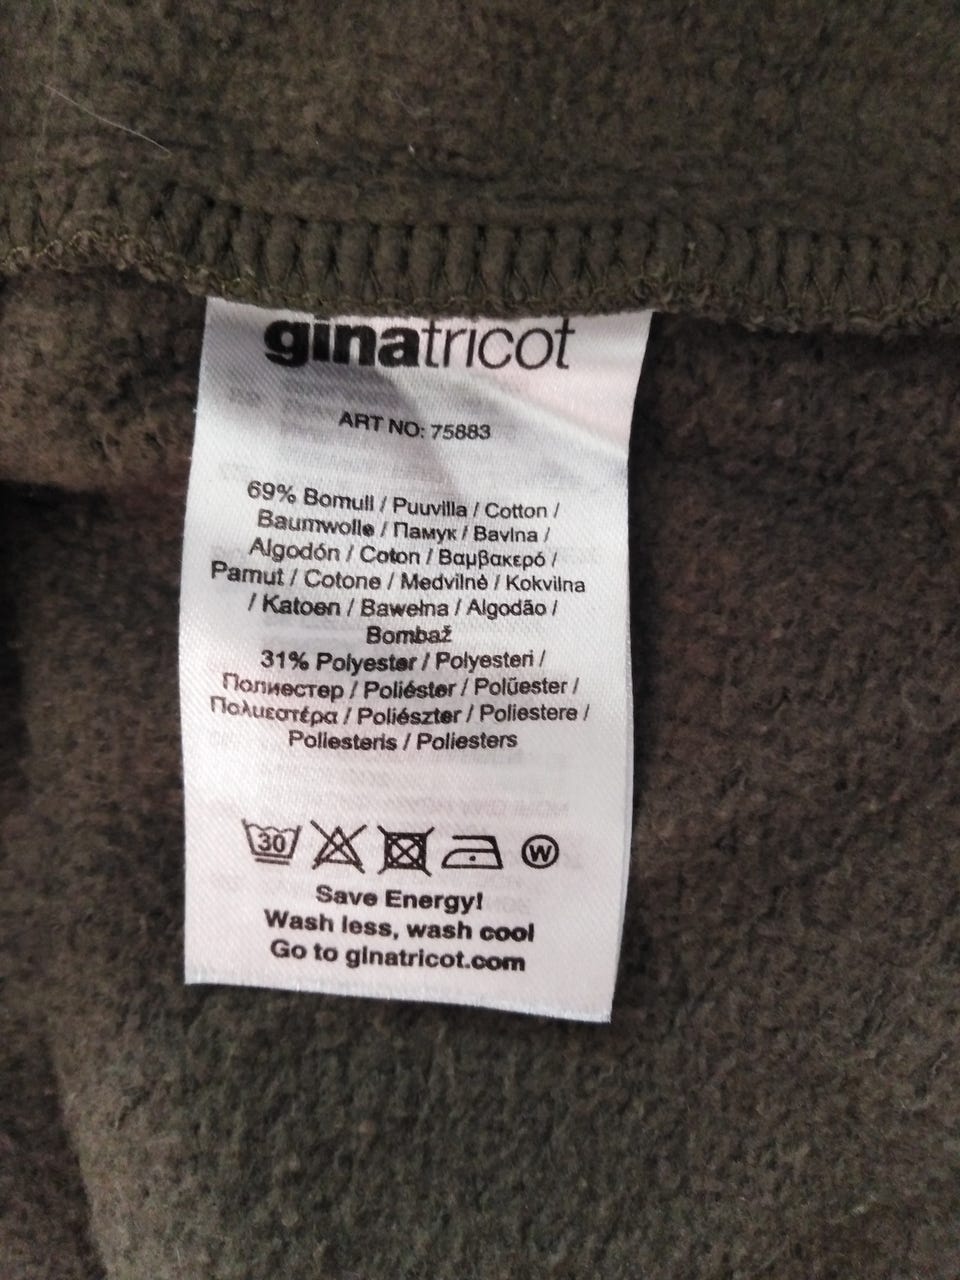 ginatricot
ART NO: 75883
69% Bomull / Puuvilla / Cotton /
Baumwolle / Памук / Bavlna /
Algodón / Coton / Βαμβακερό /
Pamut / Cotone / Medvilnė / Kokvilna
/ Katoen / Bawełna / Algodão /
Bombaž
31% Polyester / Polyesteri /
Полиестер / Poliéster / Polüester /
Πολυεστέρα / Poliészter / Poliestere /
Poliesteris / Poliesters
30
W
Save Energy!
Wash less, wash cool
Go to ginatricot.com